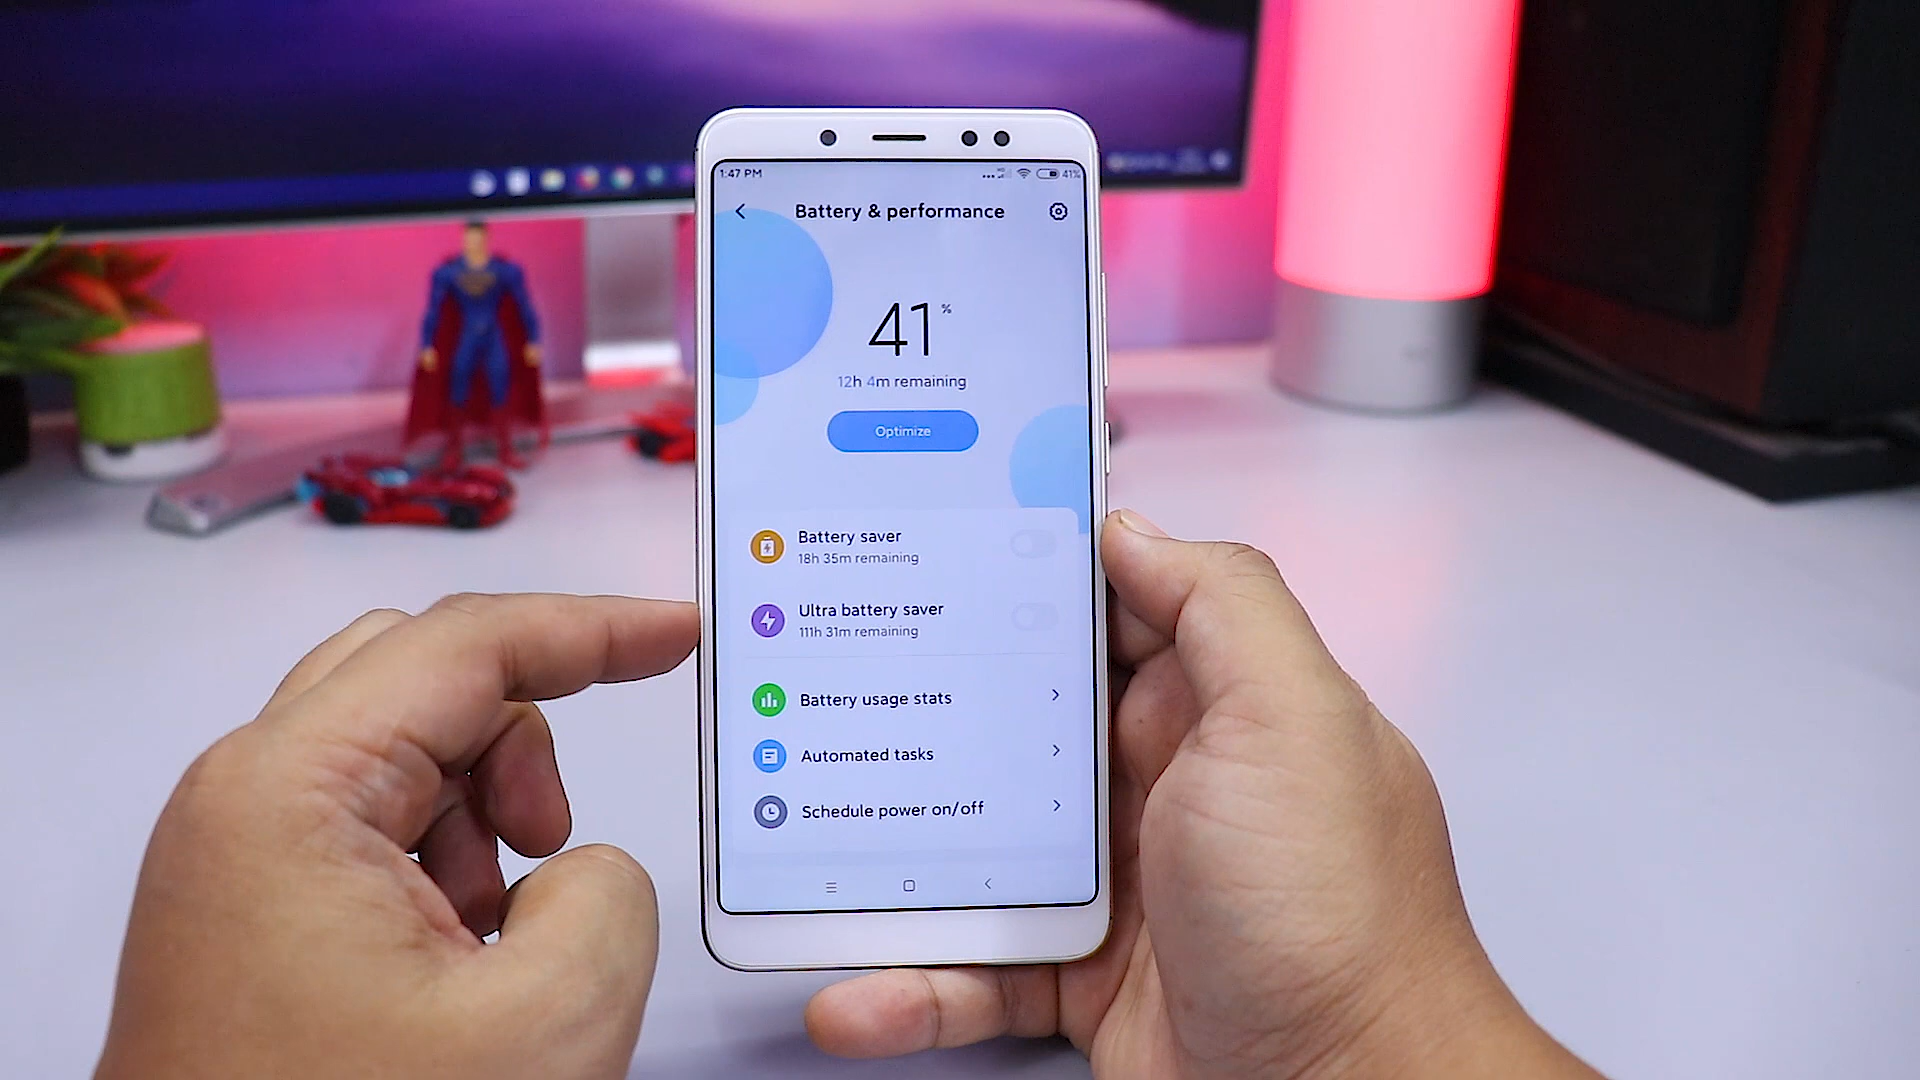 1:47 PM
41%
Battery & performance
41%
12h 4m remaining
Optimize
Battery saver
18h 35m remaining
Ultra battery saver
111h 31m remaining
Battery usage stats
Automated tasks
Schedule power on/off